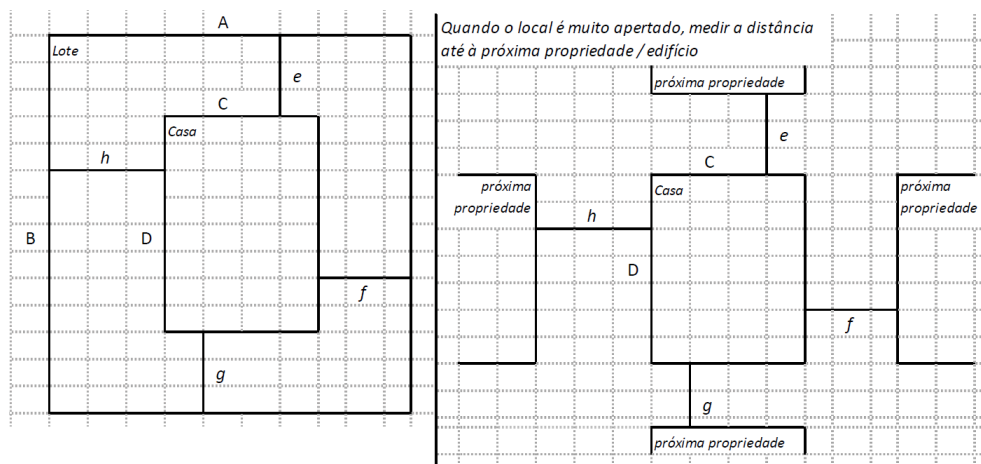 A
Lote
e
C
Casa
h
B
D
f
g
Quando o local é muito apertado, medir a distância
até à próxima propriedade / edifício
próxima propriedade
e
C
próxima
propriedade
Casa
próxima
propriedade
h
D
f
g
próxima propriedade